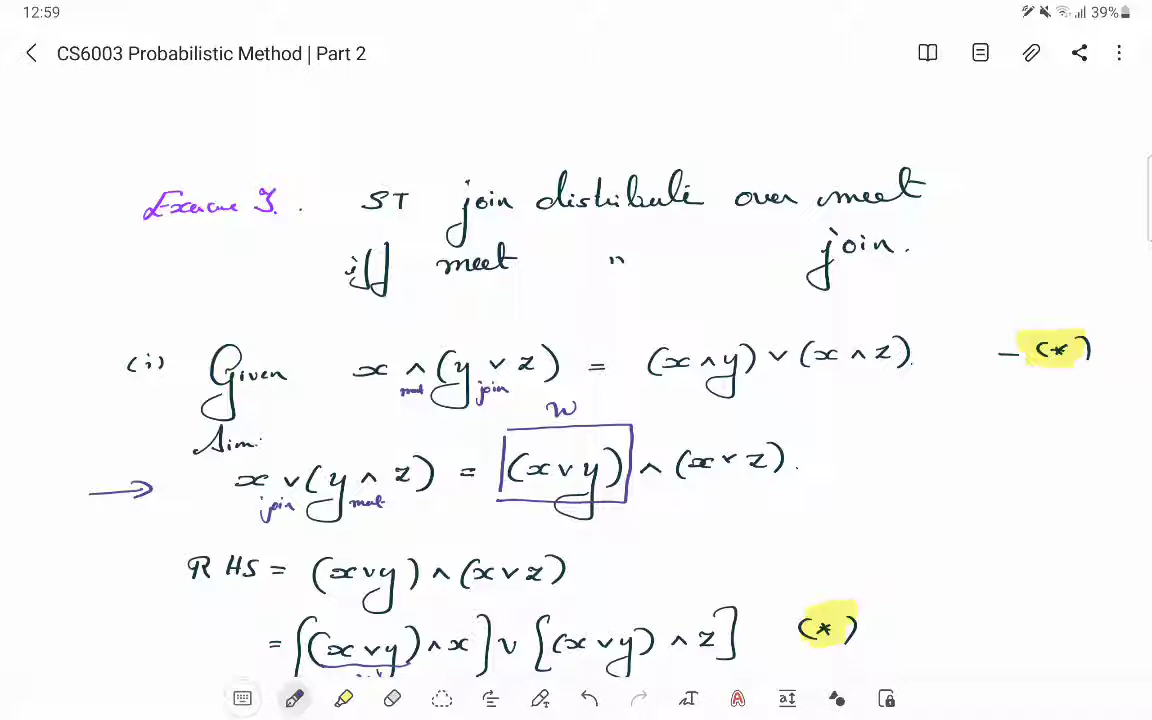 12:59 39%
CS6003 Probabilistic Method | Part 2
Exercise 3. ST join distribute over meet
iff meet " join.
(i) Given x ∧ (y ∨ z) = (x ∧ y) ∨ (x ∧ z). — (*)
meet join
w
Aim:
→ x ∨ (y ∧ z) = (x ∨ y) ∧ (x ∨ z).
join meet
RHS = (x ∨ y) ∧ (x ∨ z)
= [(x ∨ y) ∧ x] ∨ [(x ∨ y) ∧ z] (*)